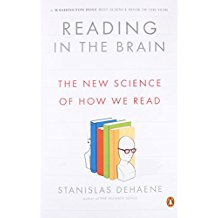 A WASHINGTON POST BEST SCIENCE BOOK OF THE YEAR
READING
IN THE BRAIN
THE NEW SCIENCE
OF HOW WE READ
STANISLAS DEHAENE
author of THE NUMBER SENSE